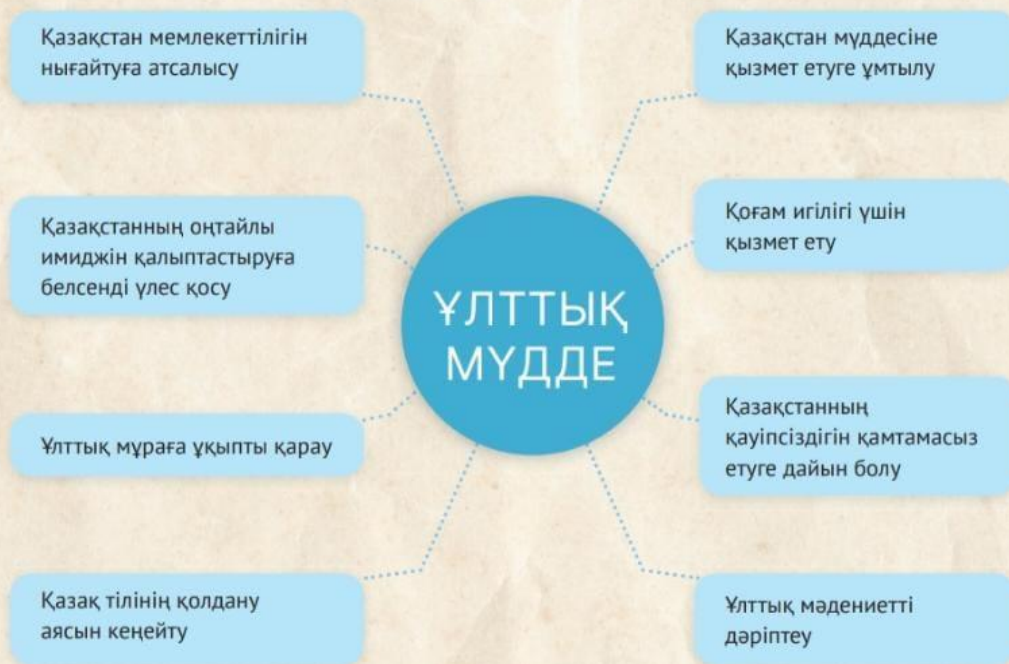 Қазақстан мемлекеттілігін
нығайтуға атсалысу
Қазақстанның оңтайлы
имиджін қалыптастыруға
белсенді үлес қосу
Ұлттық мұраға ұқыпты қарау
Қазақ тілінің қолдану
аясын кеңейту
ҰЛТТЫҚ
МҮДДЕ
Қазақстан мүддесіне
қызмет етуге ұмтылу
Қоғам игілігі үшін
қызмет ету
Қазақстанның
қауіпсіздігін қамтамасыз
етуге дайын болу
Ұлттық мәдениетті
дәріптеу